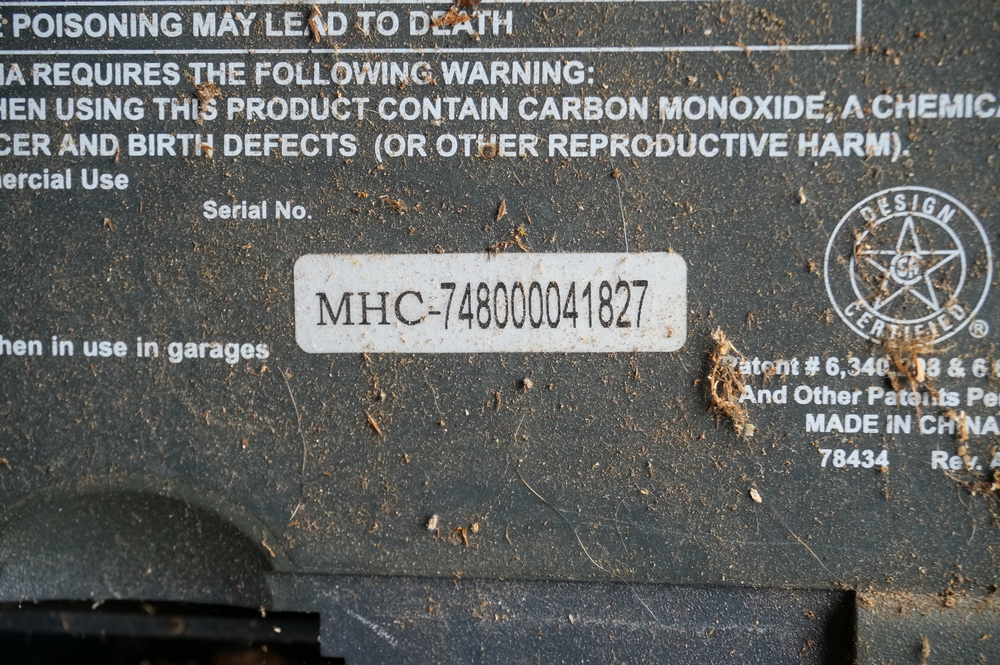 POISONING MAY LEAD TO DEATH
REQUIRES THE FOLLOWING WARNING:
USING THIS PRODUCT CONTAIN CARBON MONOXIDE, A
AND BIRTH DEFECTS (OR OTHER REPRODUCTIVE HARM).
Use
Serial No.
MHC-748000041827
DESIGN
CERTIFIED
®
in use in garages
Patent # & 6
And Other Patents
MADE IN CHINA
78434 Rev.